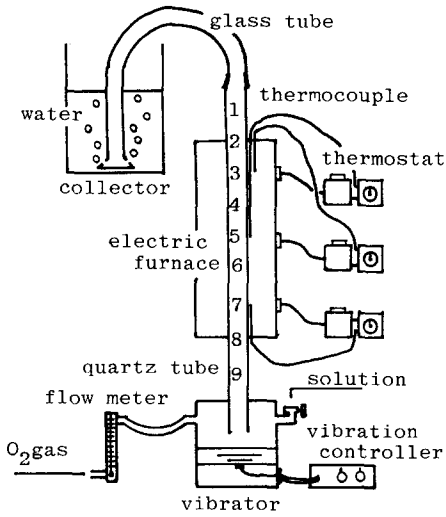 glass tube
thermocouple
water
thermostat
collector
electric
furnace
1
2
3
4
5
6
7
8
9
quartz tube
flow meter
solution
O2gas
vibration
controller
vibrator